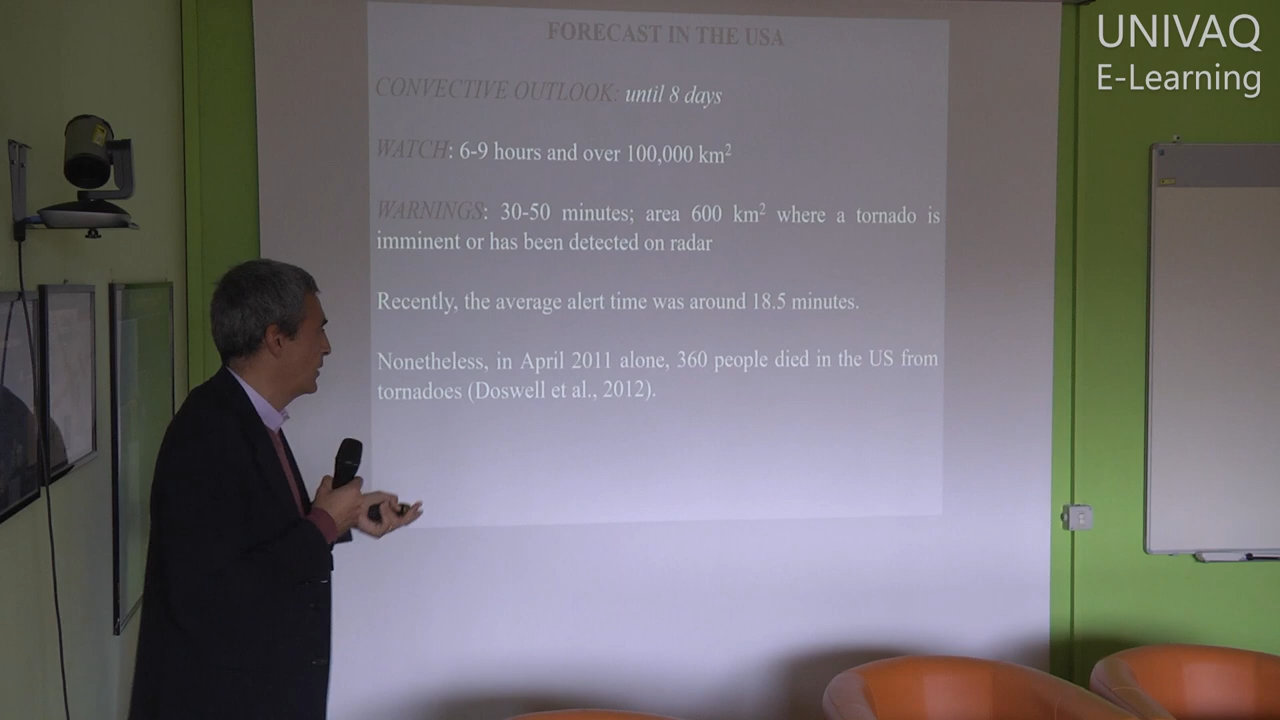 UNIVAQ
E-Learning
FORECAST IN THE USA
CONVECTIVE OUTLOOK: until 8 days
WATCH: 6-9 hours and over 100,000 km²
WARNINGS: 30-50 minutes; area 600 km² where a tornado is
imminent or has been detected on radar
Recently, the average alert time was around 18.5 minutes.
Nonetheless, in April 2011 alone, 360 people died in the US from
tornadoes (Doswell et al., 2012).